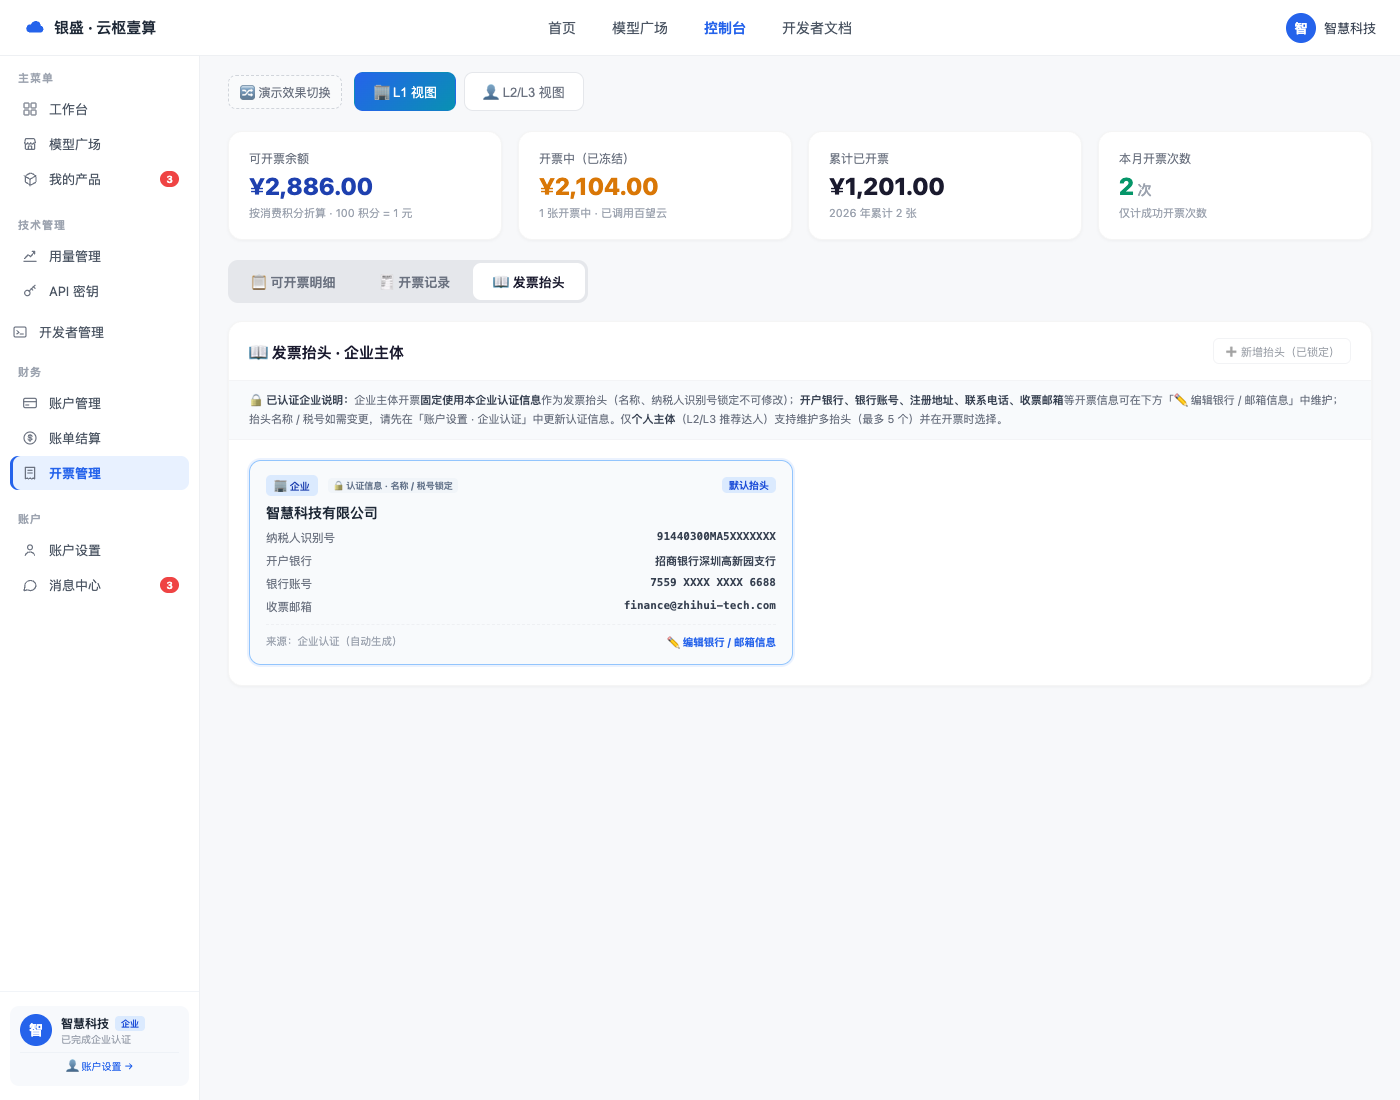 银盛 · 云枢壹算
首页
模型广场
控制台
开发者文档
智
智慧科技
主菜单
工作台
模型广场
我的产品
3
技术管理
用量管理
API 密钥
开发者管理
财务
账户管理
账单结算
开票管理
账户
账户设置
消息中心
3
智
智慧科技
企业
已完成企业认证
账户设置 →
演示效果切换
L1 视图
L2/L3 视图
可开票余额
¥2,886.00
按消费积分折算 · 100 积分 = 1 元
开票中（已冻结）
¥2,104.00
1 张开票中 · 已调用百望云
累计已开票
¥1,201.00
2026 年累计 2 张
本月开票次数
2 次
仅计成功开票次数
可开票明细
开票记录
发票抬头
发票抬头 · 企业主体
新增抬头（已锁定）
已认证企业说明：企业主体开票固定使用本企业认证信息作为发票抬头（名称、纳税人识别号锁定不可修改）；开户银行、银行账号、注册地址、联系电话、收票邮箱等开票信息可在下方「✏️ 编辑银行 / 邮箱信息」中维护；
抬头名称 / 税号如需变更，请先在「账户设置 · 企业认证」中更新认证信息。仅个人主体（L2/L3 推荐达人）支持维护多抬头（最多 5 个）并在开票时选择。
企业
认证信息 · 名称 / 税号锁定
默认抬头
智慧科技有限公司
纳税人识别号
91440300MA5XXXXXXX
开户银行
招商银行深圳高新园支行
银行账号
7559 XXXX XXXX 6688
收票邮箱
finance@zhihui-tech.com
来源：企业认证（自动生成）
编辑银行 / 邮箱信息